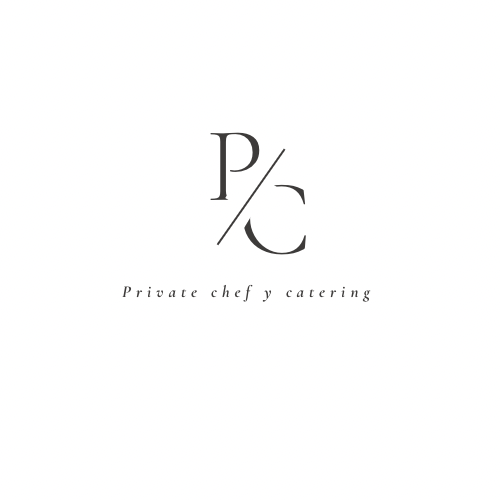 P/C
Private chef y catering